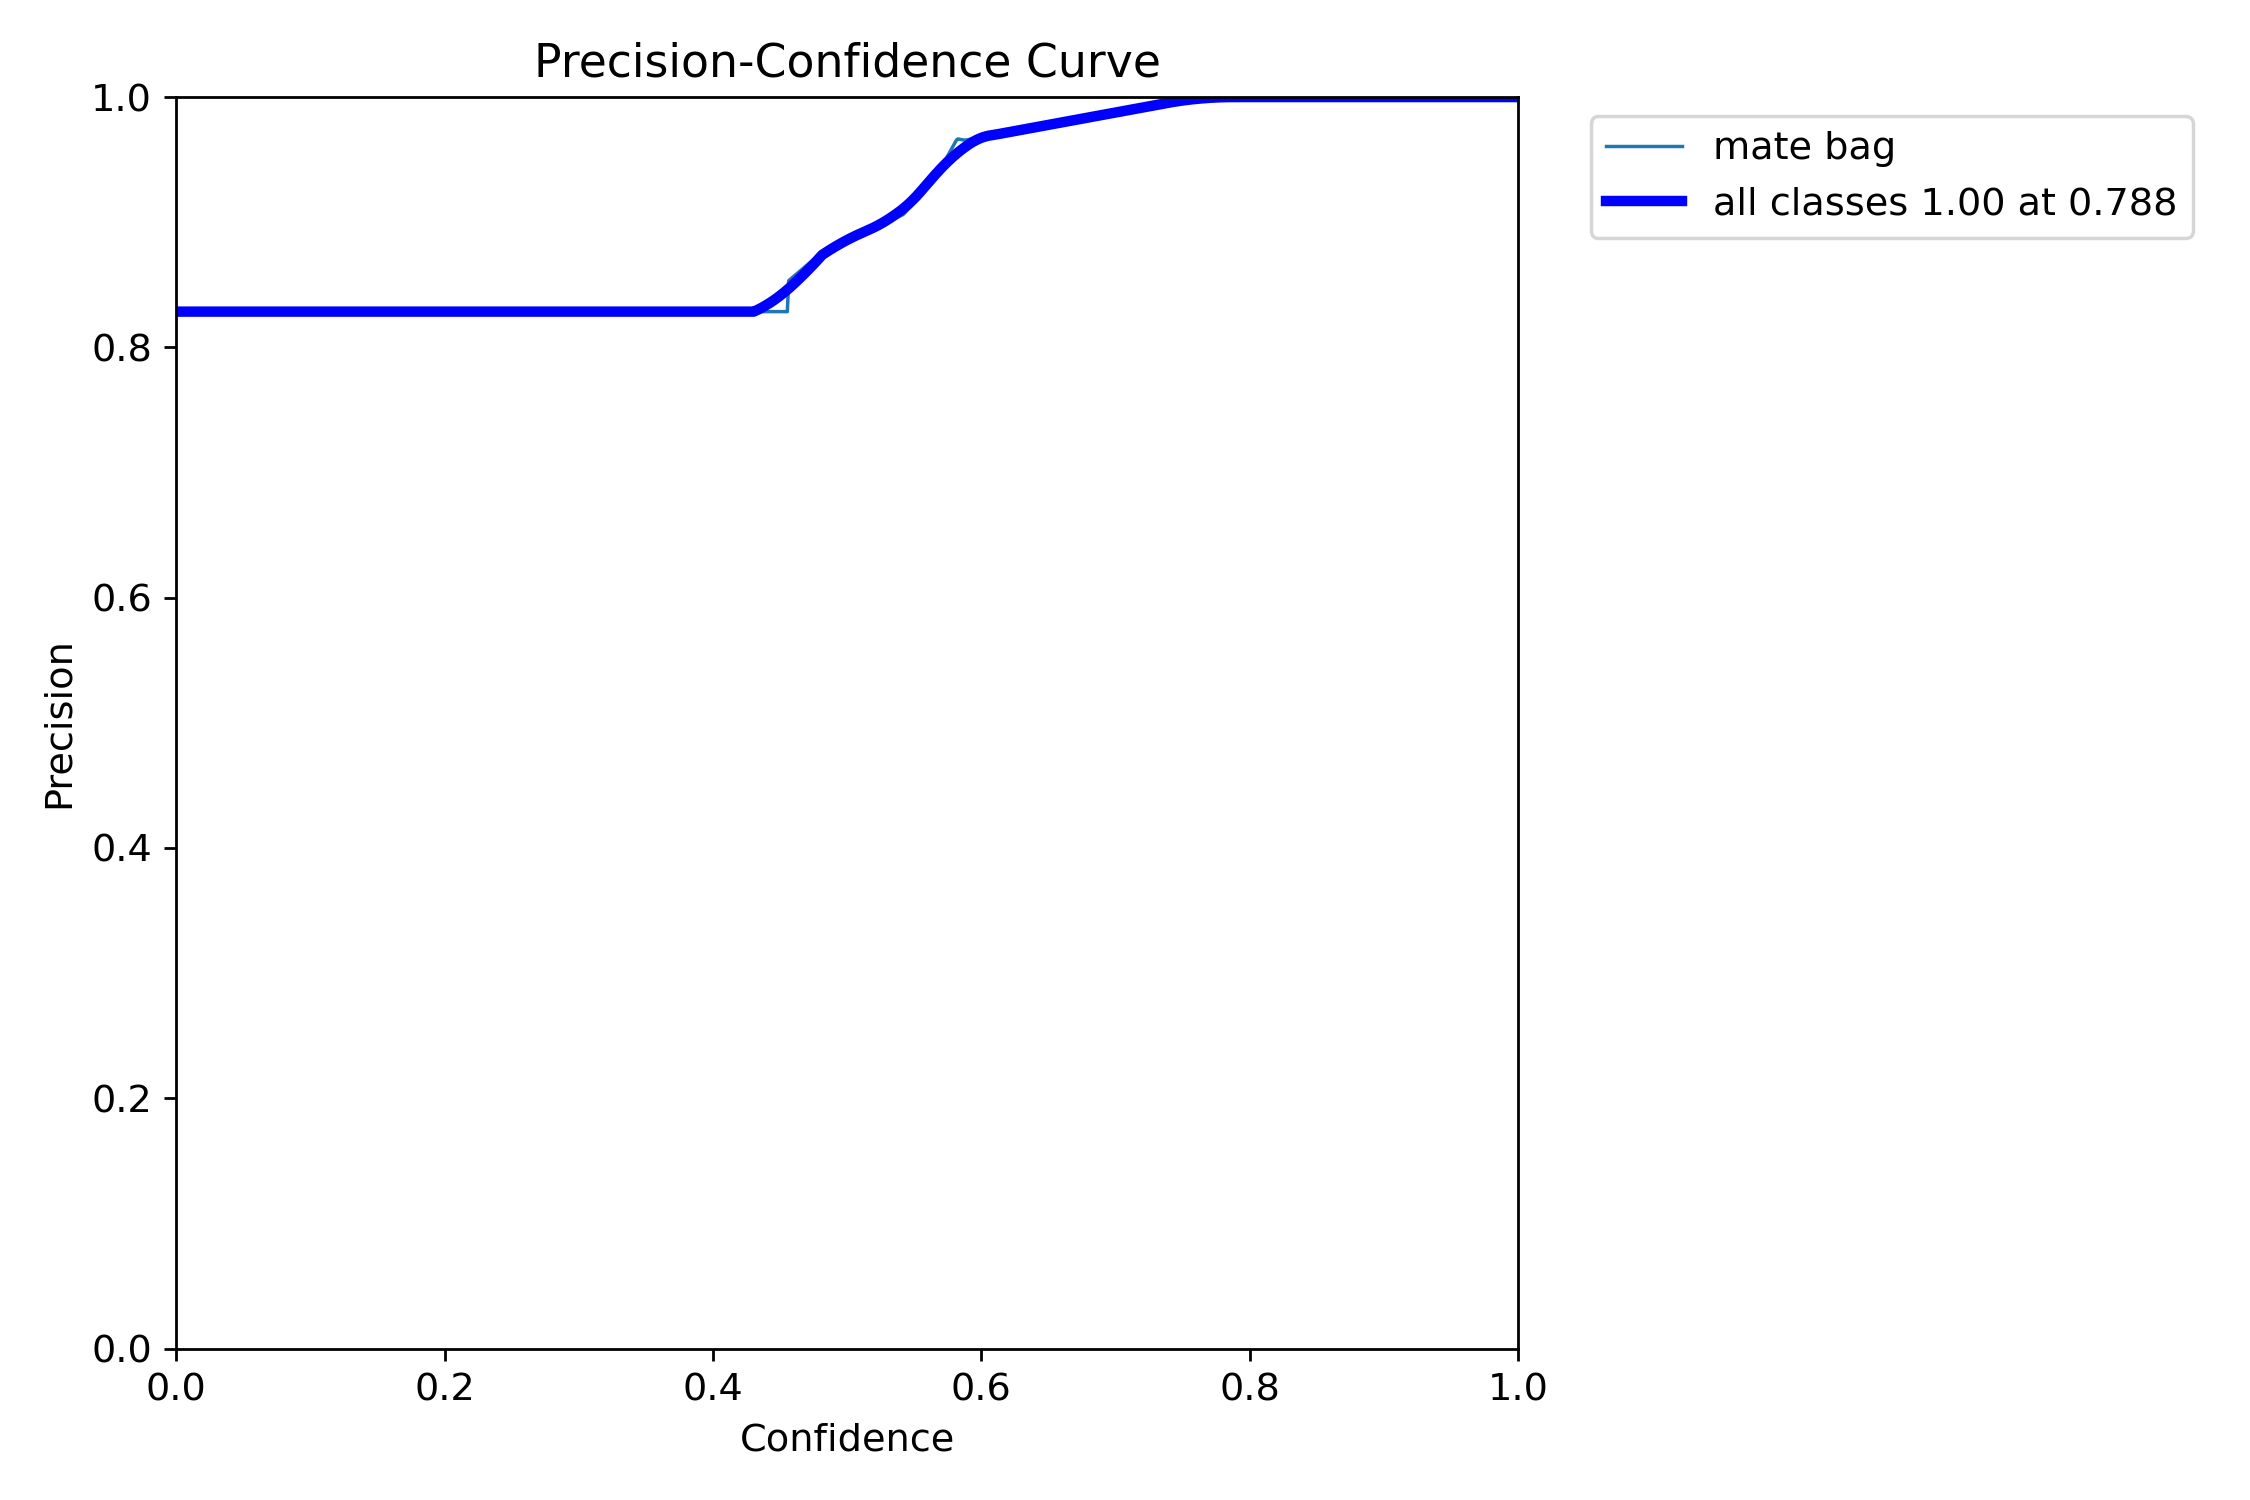 Precision-Confidence Curve
1.0
0.8
0.6
0.4
0.2
0.0
Precision
0.0 0.2 0.4 0.6 0.8 1.0
Confidence
mate bag
all classes 1.00 at 0.788